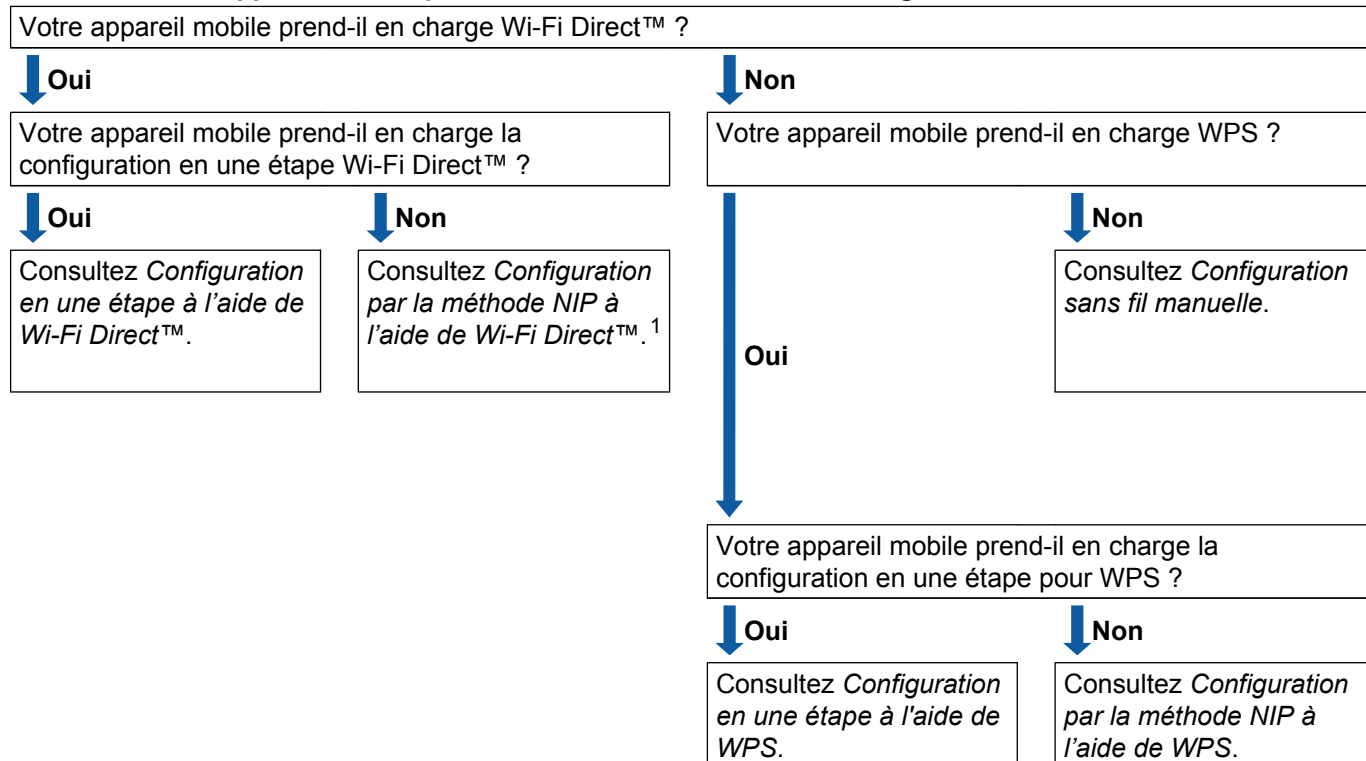 Votre appareil mobile prend-il en charge Wi-Fi Direct™ ?
Oui
Non
Votre appareil mobile prend-il en charge la
configuration en une étape Wi-Fi Direct™ ?
Votre appareil mobile prend-il en charge WPS ?
Oui
Non
Non
Consultez Configuration
en une étape à l’aide de
Wi-Fi Direct™.
Consultez Configuration
par la méthode NIP à
l’aide de Wi-Fi Direct™. 1
Consultez Configuration
sans fil manuelle.
Oui
Votre appareil mobile prend-il en charge la
configuration en une étape pour WPS ?
Oui
Non
Consultez Configuration
en une étape à l'aide de
WPS.
Consultez Configuration
par la méthode NIP à
l’aide de WPS.